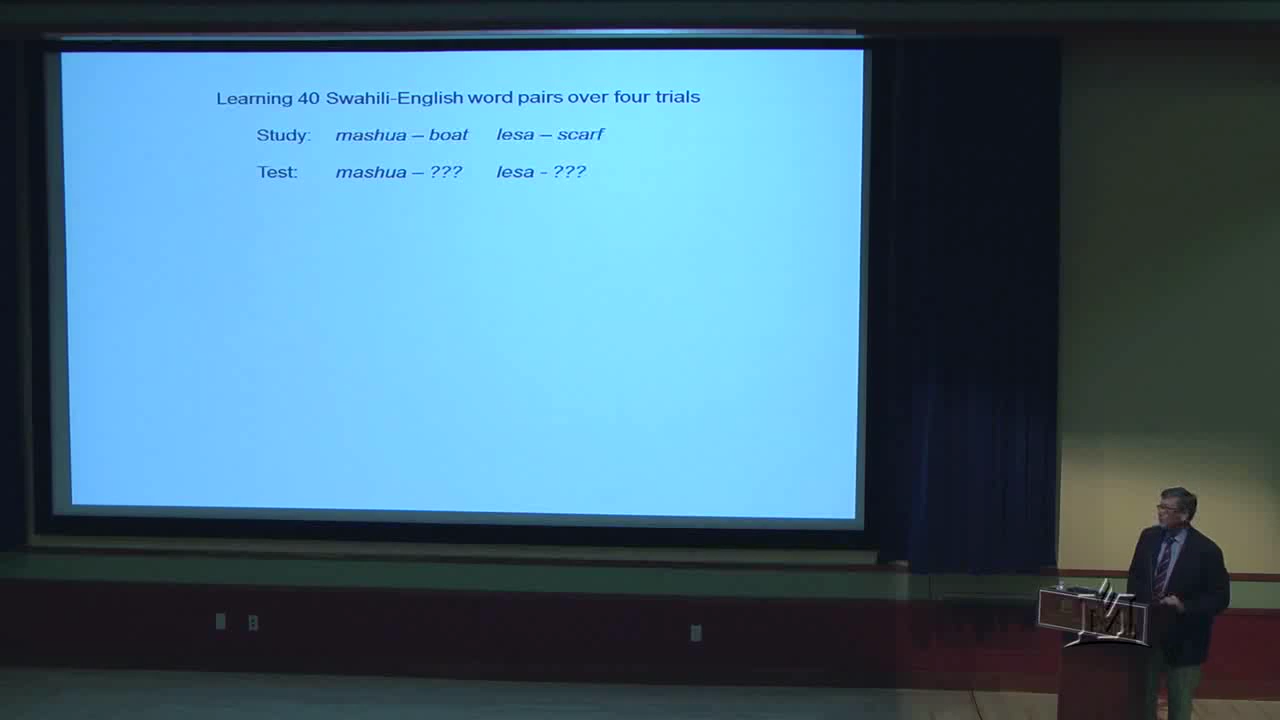 Learning 40 Swahili-English word pairs over four trials
Study: mashua – boat lesa – scarf
Test: mashua – ??? lesa - ???
M